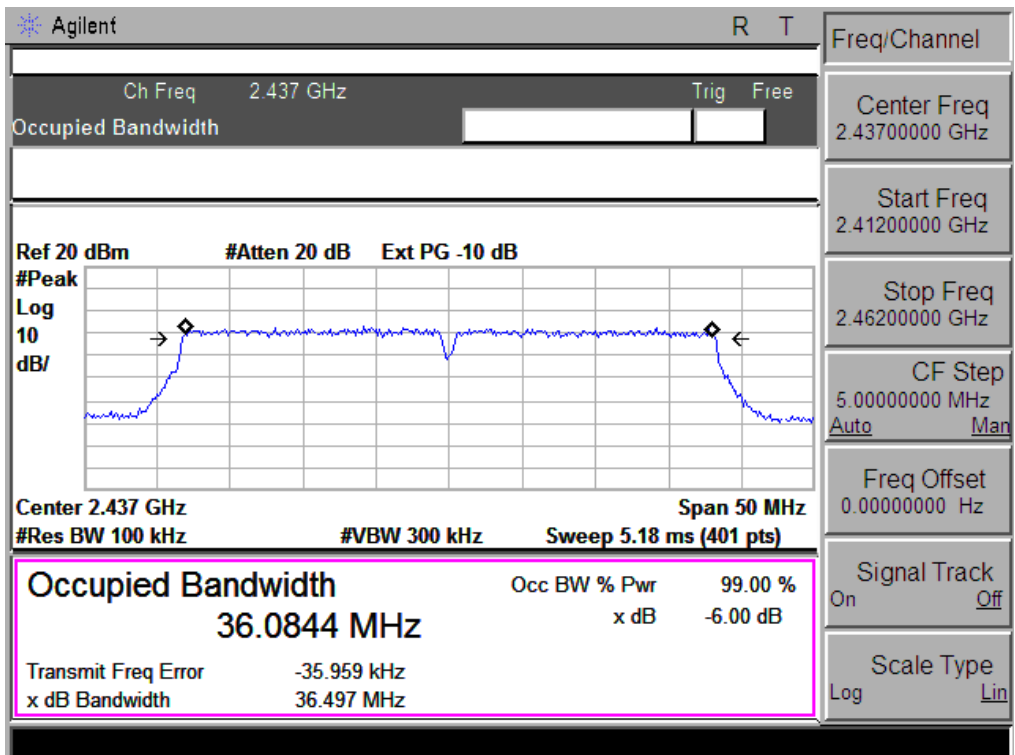 Agilent R T
Ch Freq 2.437 GHz Trig Free
Occupied Bandwidth
Ref 20 dBm #Atten 20 dB Ext PG -10 dB
#Peak
Log
10
dB/
Center 2.437 GHz Span 50 MHz
#Res BW 100 kHz #VBW 300 kHz Sweep 5.18 ms (401 pts)
Occupied Bandwidth
36.0844 MHz
Occ BW % Pwr 99.00 %
x dB -6.00 dB
Transmit Freq Error -35.959 kHz
x dB Bandwidth 36.497 MHz
Freq/Channel
Center Freq
2.43700000 GHz
Start Freq
2.41200000 GHz
Stop Freq
2.46200000 GHz
CF Step
5.00000000 MHz
Auto Man
Freq Offset
0.00000000 Hz
Signal Track
On Off
Scale Type
Log Lin